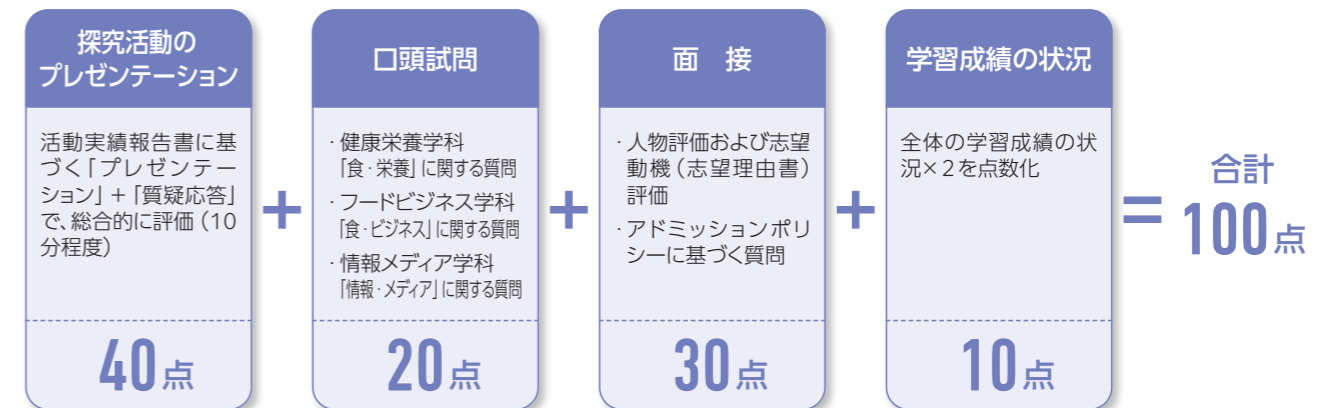 探究活動の
プレゼンテーション
活動実績報告書に基
づく「プレゼンテー
ション」+「質疑応答」
で、総合的に評価（10
分程度）
40点
+
口頭試問
・健康栄養学科
「食・栄養」に関する質問
・フードビジネス学科
「食・ビジネス」に関する質問
・情報メディア学科
「情報・メディア」に関する質問
20点
+
面 接
・人物評価および志望
動機（志望理由書）
評価
・アドミッションポリ
シーに基づく質問
30点
+
学習成績の状況
全体の学習成績の状
況×2を点数化
10点
=
合計
100点